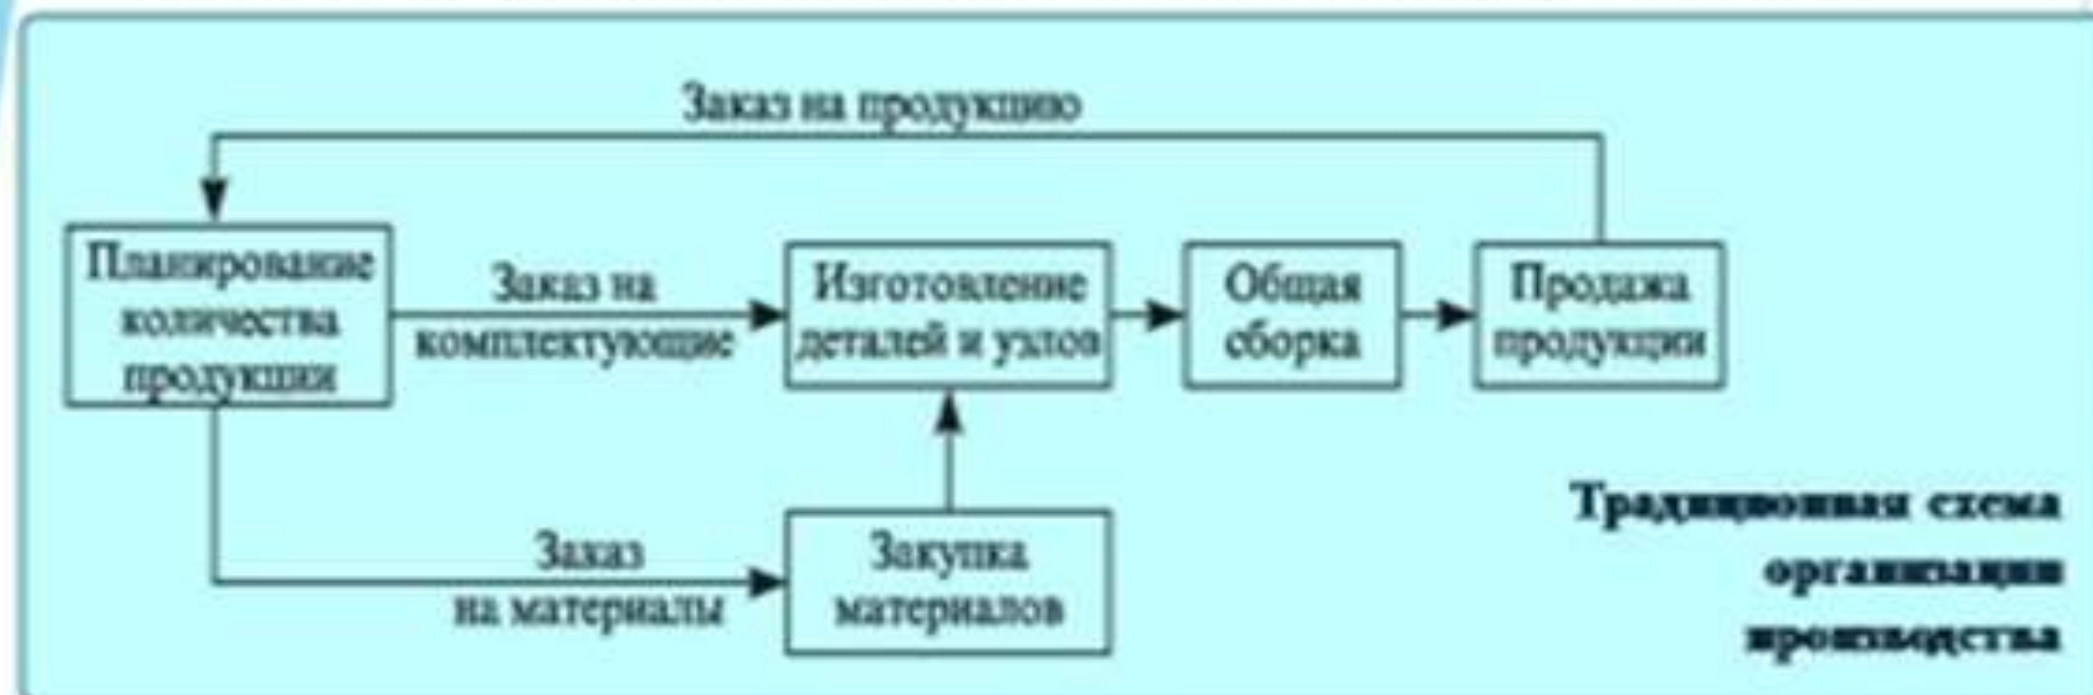 Заказ на продукцию
Планирование
количества
продукции
Заказ на
комплектующие
Изготовление
деталей и узлов
Общая
сборка
Продажа
продукции
Заказ
на материалы
Закупка
материалов
Традиционная схема
организации
производства